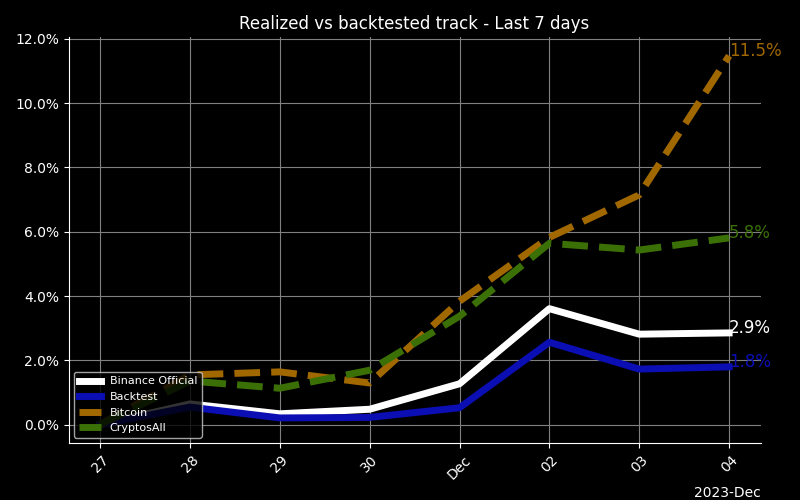 Realized vs backtested track - Last 7 days
12.0%
10.0%
8.0%
6.0%
4.0%
2.0%
0.0%
11.5%
5.8%
2.9%
1.8%
Binance Official
Backtest
Bitcoin
CryptosAll
27
28
29
30
Dec
02
03
04
2023-Dec